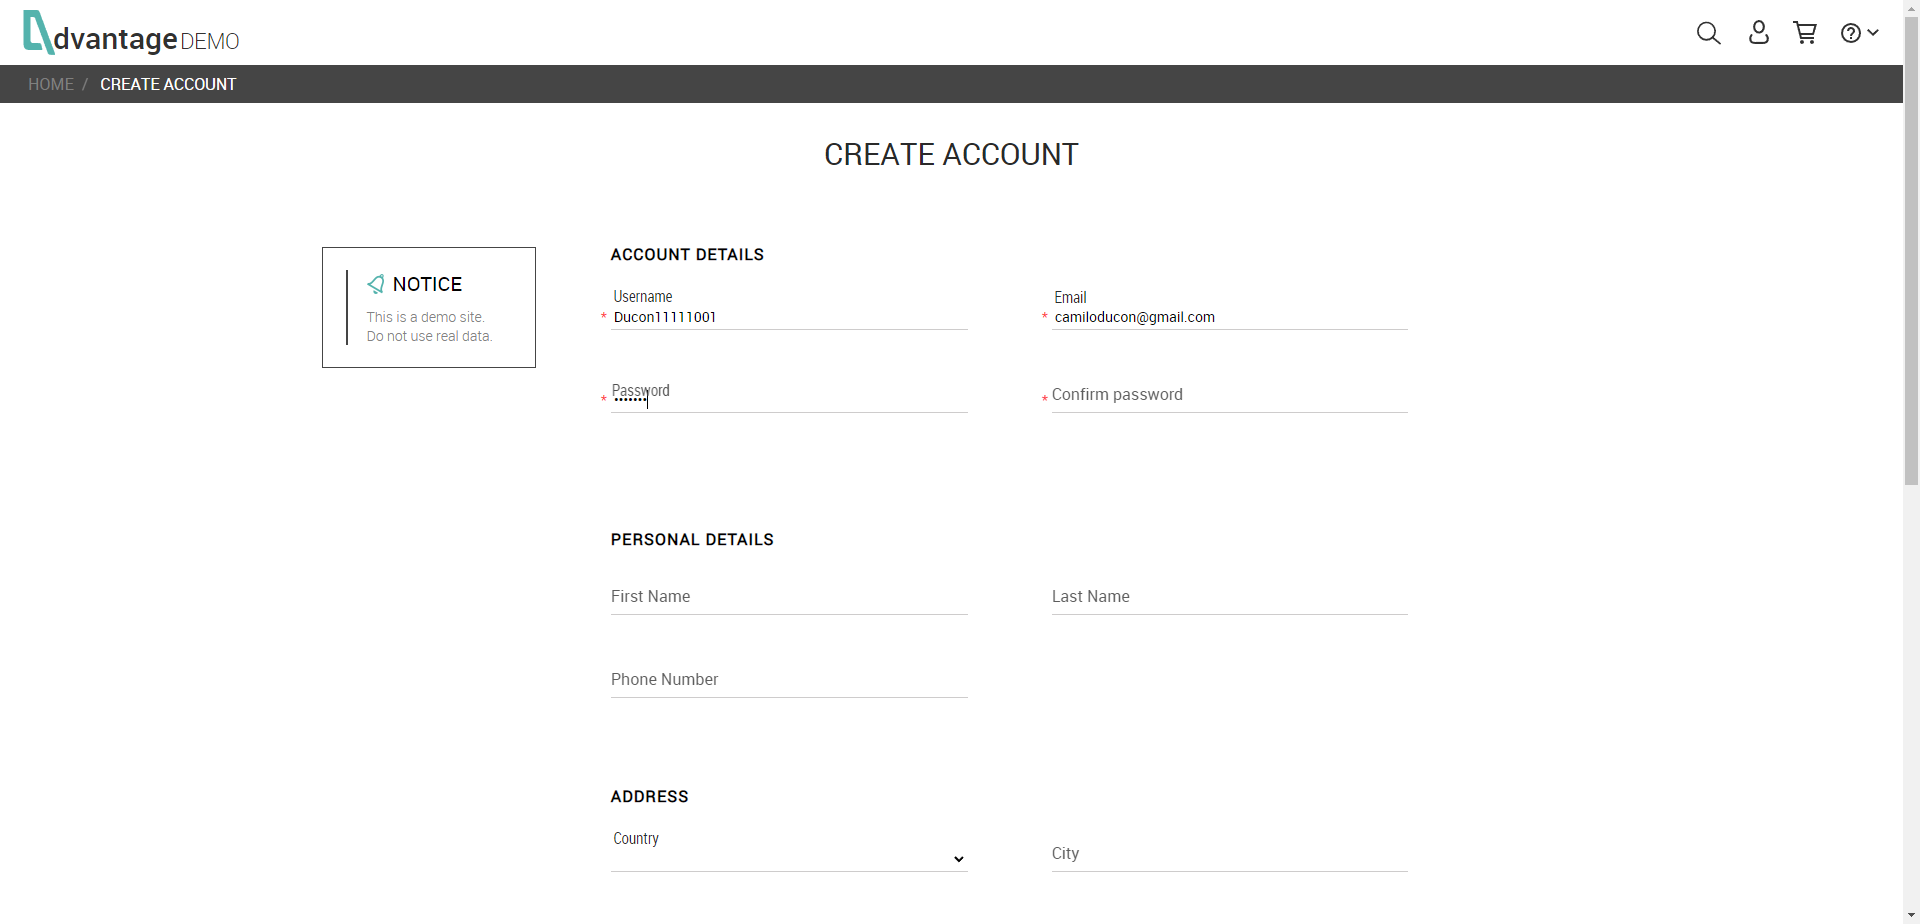 dvantage DEMO
HOME / CREATE ACCOUNT
CREATE ACCOUNT
NOTICE
This is a demo site.
Do not use real data.
ACCOUNT DETAILS
Username
* Ducon11111001
Email
* camiloducon@gmail.com
Password
* •••••••
* Confirm password
PERSONAL DETAILS
First Name
Last Name
Phone Number
ADDRESS
Country
City